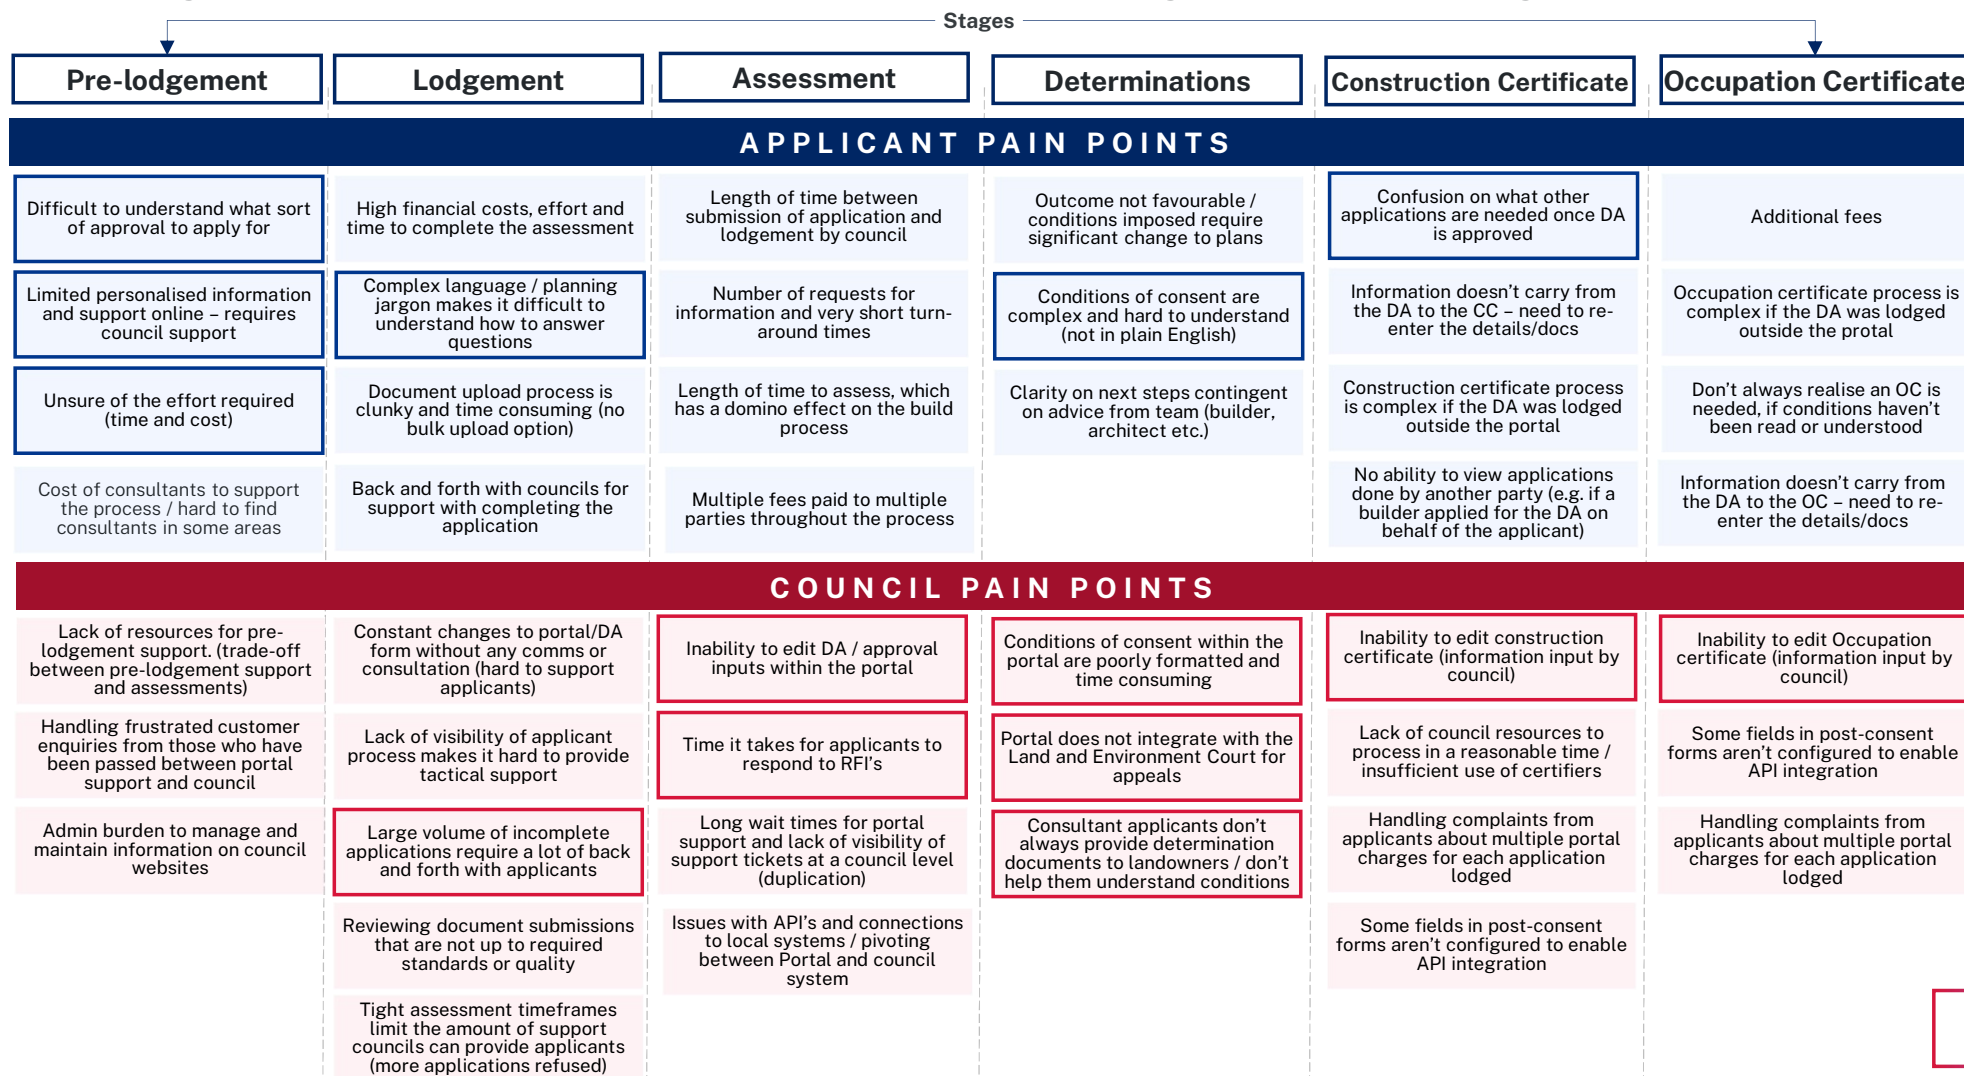 Stages
Pre-lodgement
Lodgement
Assessment
Determinations
Construction Certificate
Occupation Certificate
APPLICANT PAIN POINTS
Difficult to understand what sort
of approval to apply for
High financial costs, effort and
time to complete the assessment
Length of time between
submission of application and
lodgement by council
Outcome not favourable /
conditions imposed require
significant change to plans
Confusion on what other
applications are needed once DA
is approved
Additional fees
Limited personalised information
and support online – requires
council support
Complex language / planning
jargon makes it difficult to
understand how to answer
questions
Number of requests for
information and very short turn-
around times
Conditions of consent are
complex and hard to understand
(not in plain English)
Information doesn’t carry from
the DA to the CC – need to re-
enter the details/docs
Occupation certificate process is
complex if the DA was lodged
outside the protal
Unsure of the effort required
(time and cost)
Document upload process is
clunky and time consuming (no
bulk upload option)
Length of time to assess, which
has a domino effect on the build
process
Clarity on next steps contingent
on advice from team (builder,
architect etc.)
Construction certificate process
is complex if the DA was lodged
outside the portal
Don’t always realise an OC is
needed, if conditions haven’t
been read or understood
Cost of consultants to support
the process / hard to find
consultants in some areas
Back and forth with councils for
support with completing the
application
Multiple fees paid to multiple
parties throughout the process
No ability to view applications
done by another party (e.g. if a
builder applied for the DA on
behalf of the applicant)
Information doesn’t carry from
the DA to the OC – need to re-
enter the details/docs
COUNCIL PAIN POINTS
Lack of resources for pre-
lodgement support. (trade-off
between pre-lodgement support
and assessments)
Constant changes to portal/DA
form without any comms or
consultation (hard to support
applicants)
Inability to edit DA / approval
inputs within the portal
Conditions of consent within the
portal are poorly formatted and
time consuming
Inability to edit construction
certificate (information input by
council)
Inability to edit Occupation
certificate (information input by
council)
Handling frustrated customer
enquiries from those who have
been passed between portal
support and council
Lack of visibility of applicant
process makes it hard to provide
tactical support
Time it takes for applicants to
respond to RFI’s
Portal does not integrate with the
Land and Environment Court for
appeals
Lack of council resources to
process in a reasonable time /
insufficient use of certifiers
Some fields in post-consent
forms aren’t configured to enable
API integration
Admin burden to manage and
maintain information on council
websites
Large volume of incomplete
applications require a lot of back
and forth with applicants
Long wait times for portal
support and lack of visibility of
support tickets at a council level
(duplication)
Consultant applicants don’t
always provide determination
documents to landowners / don’t
help them understand conditions
Handling complaints from
applicants about multiple portal
charges for each application
lodged
Handling complaints from
applicants about multiple portal
charges for each application
lodged
Reviewing document submissions
that are not up to required
standards or quality
Issues with API’s and connections
to local systems / pivoting
between Portal and council
system
Some fields in post-consent
forms aren’t configured to enable
API integration
Tight assessment timeframes
limit the amount of support
councils can provide applicants
(more applications refused)